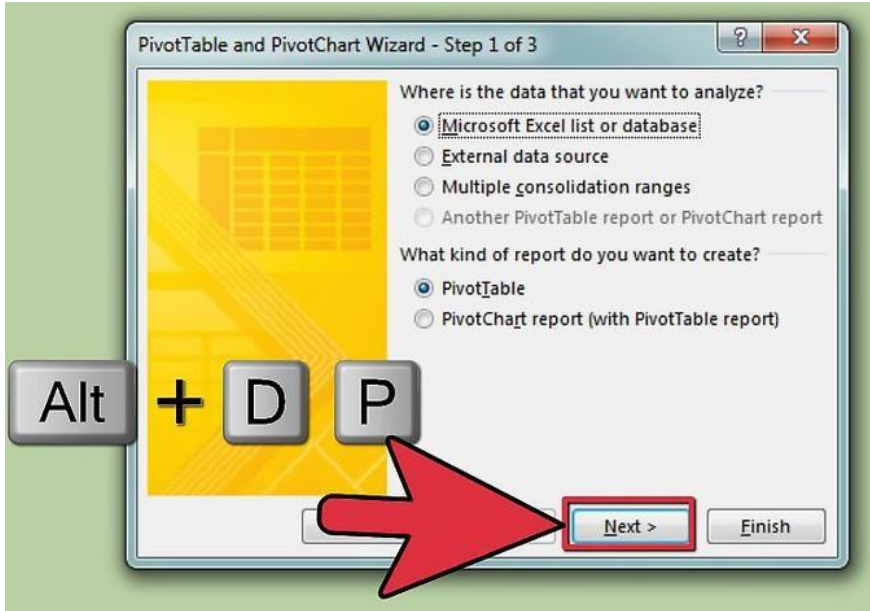 PivotTable and PivotChart Wizard - Step 1 of 3
?
X
Where is the data that you want to analyze?
Microsoft Excel list or database
External data source
Multiple consolidation ranges
Another PivotTable report or PivotChart report
What kind of report do you want to create?
PivotTable
PivotChart report (with PivotTable report)
Alt + D P
Next >
Finish